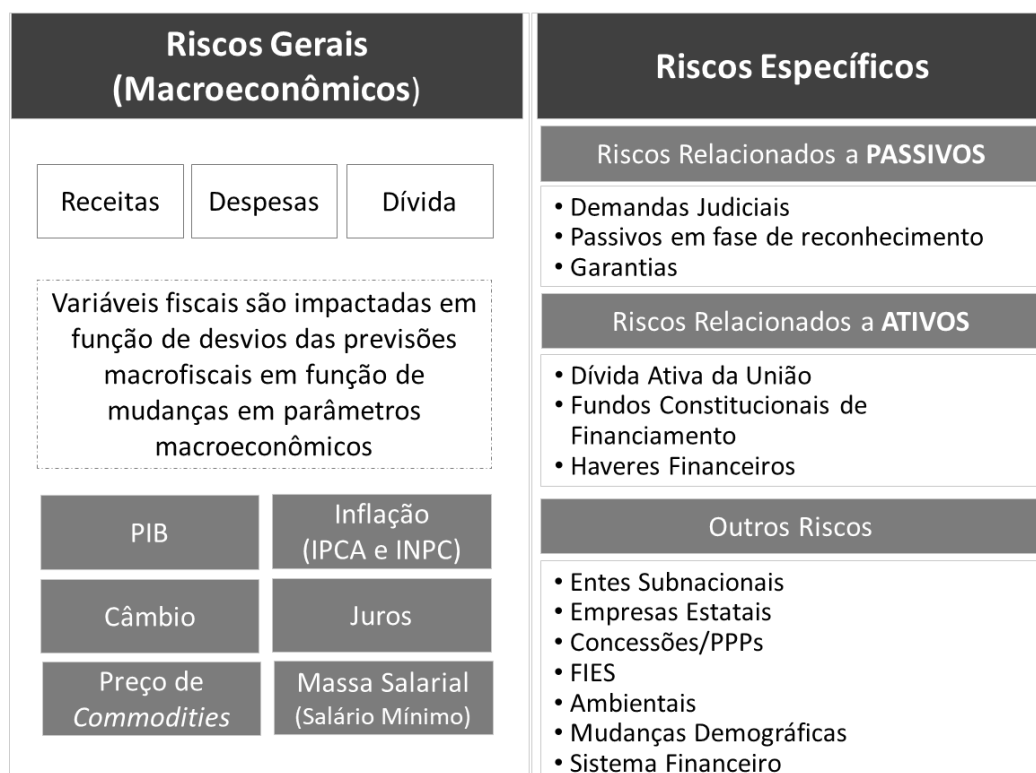 Riscos Gerais
(Macroeconômicos)
Receitas
Despesas
Dívida
Variáveis fiscais são impactadas em
função de desvios das previsões
macrofiscais em função de
mudanças em parâmetros
macroeconômicos
PIB
Inflação
(IPCA e INPC)
Câmbio
Juros
Preço de
Commodities
Massa Salarial
(Salário Mínimo)
Riscos Específicos
Riscos Relacionados a PASSIVOS
• Demandas Judiciais
• Passivos em fase de reconhecimento
• Garantias
Riscos Relacionados a ATIVOS
• Dívida Ativa da União
• Fundos Constitucionais de
Financiamento
• Haveres Financeiros
Outros Riscos
• Entes Subnacionais
• Empresas Estatais
• Concessões/PPPs
• FIES
• Ambientais
• Mudanças Demográficas
• Sistema Financeiro